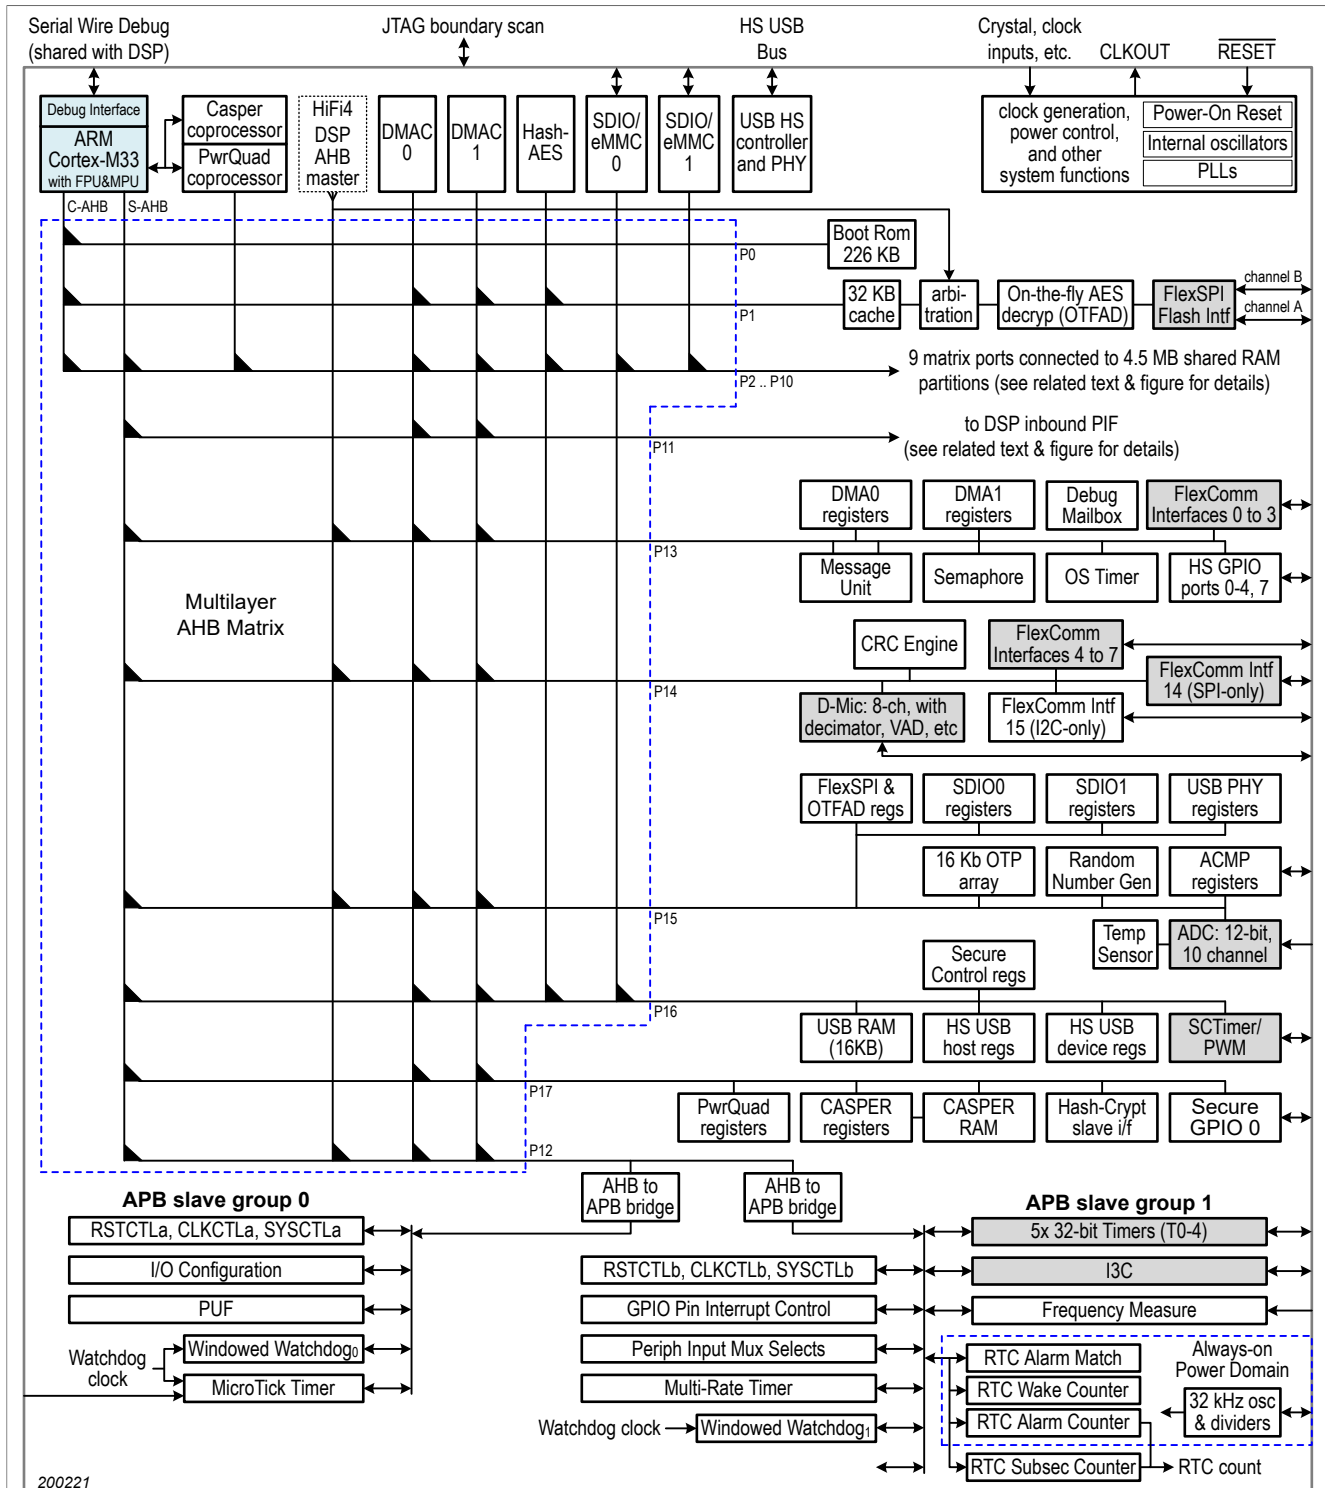 Serial Wire Debug
(shared with DSP)
JTAG boundary scan
HS USB
Bus
Crystal, clock
inputs, etc.
CLKOUT
RESET
Debug Interface
ARM
Cortex-M33
with FPU&MPU
Casper
coprocessor
PwrQuad
coprocessor
HiFi4
DSP
AHB
master
DMAC
0
DMAC
1
Hash-
AES
SDIO/
eMMC
0
SDIO/
eMMC
1
USB HS
controller
and PHY
clock generation,
power control,
and other
system functions
Power-On Reset
Internal oscillators
PLLs
C-AHB
S-AHB
Boot Rom
226 KB
P0
32 KB
cache
arbi-
tration
On-the-fly AES
decryp (OTFAD)
FlexSPI
Flash Intf
channel B
channel A
P1
9 matrix ports connected to 4.5 MB shared RAM
partitions (see related text & figure for details)
P2 .. P10
to DSP inbound PIF
(see related text & figure for details)
P11
DMA0
registers
DMA1
registers
Debug
Mailbox
FlexComm
Interfaces 0 to 3
P13
Message
Unit
Semaphore
OS Timer
HS GPIO
ports 0-4, 7
Multilayer
AHB Matrix
CRC Engine
FlexComm
Interfaces 4 to 7
FlexComm Intf
14 (SPI-only)
P14
D-Mic: 8-ch, with
decimator, VAD, etc
FlexComm Intf
15 (I2C-only)
FlexSPI &
OTFAD regs
SDIO0
registers
SDIO1
registers
USB PHY
registers
16 Kb OTP
array
Random
Number Gen
ACMP
registers
P15
Temp
Sensor
ADC: 12-bit,
10 channel
Secure
Control regs
P16
USB RAM
(16KB)
HS USB
host regs
HS USB
device regs
SCTimer/
PWM
P17
PwrQuad
registers
CASPER
registers
CASPER
RAM
Hash-Crypt
slave i/f
Secure
GPIO 0
P12
AHB to
APB bridge
AHB to
APB bridge
APB slave group 0
RSTCTLa, CLKCTLa, SYSCTLa
I/O Configuration
PUF
Windowed Watchdog0
MicroTick Timer
Watchdog
clock
APB slave group 1
5x 32-bit Timers (T0-4)
RSTCTLb, CLKCTLb, SYSCTLb
I3C
GPIO Pin Interrupt Control
Frequency Measure
Periph Input Mux Selects
Multi-Rate Timer
Watchdog clock
Windowed Watchdog1
RTC Alarm Match
RTC Wake Counter
RTC Alarm Counter
RTC Subsec Counter
Always-on
Power Domain
32 kHz osc
& dividers
RTC count
200221